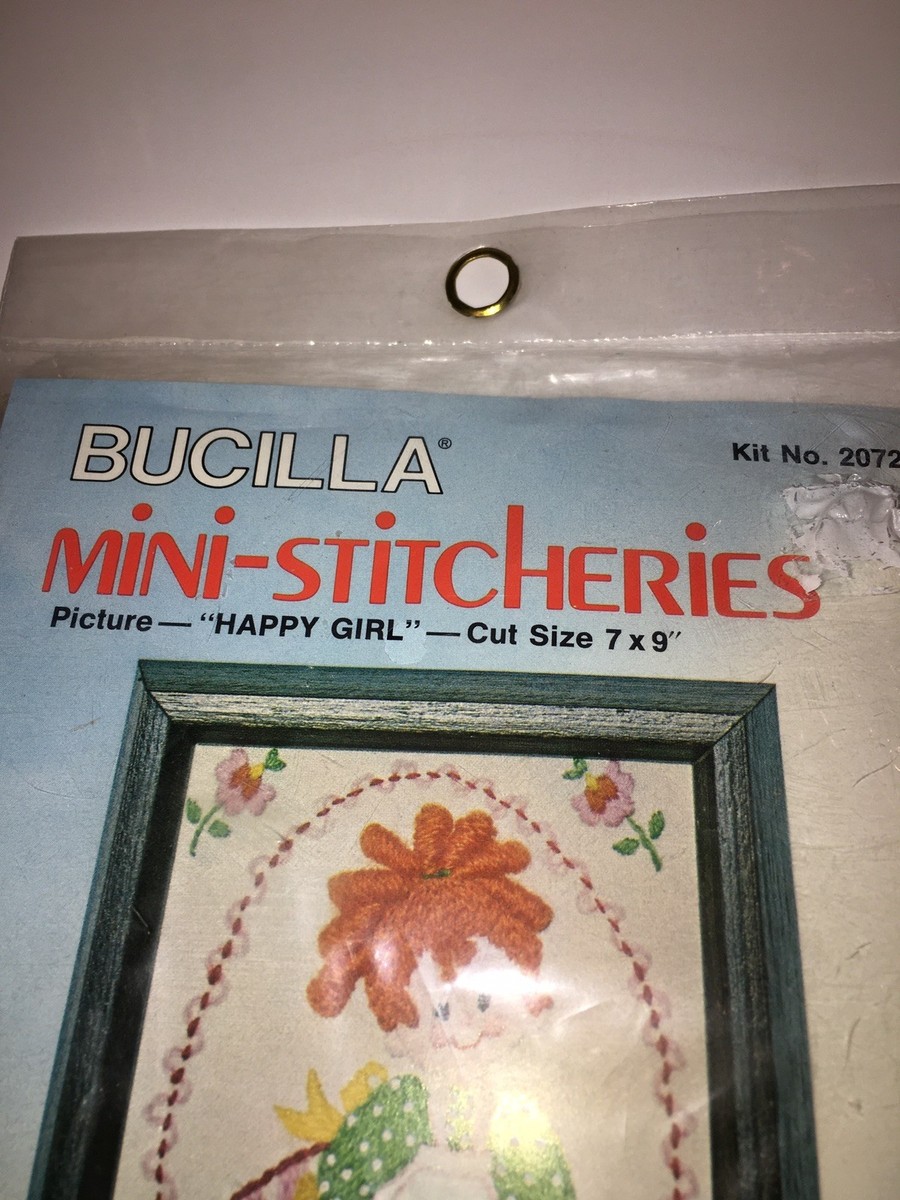 BUCILLA®
Kit No. 2072
MINI-STITCHERIES
Picture — “HAPPY GIRL” — Cut Size 7 x 9″